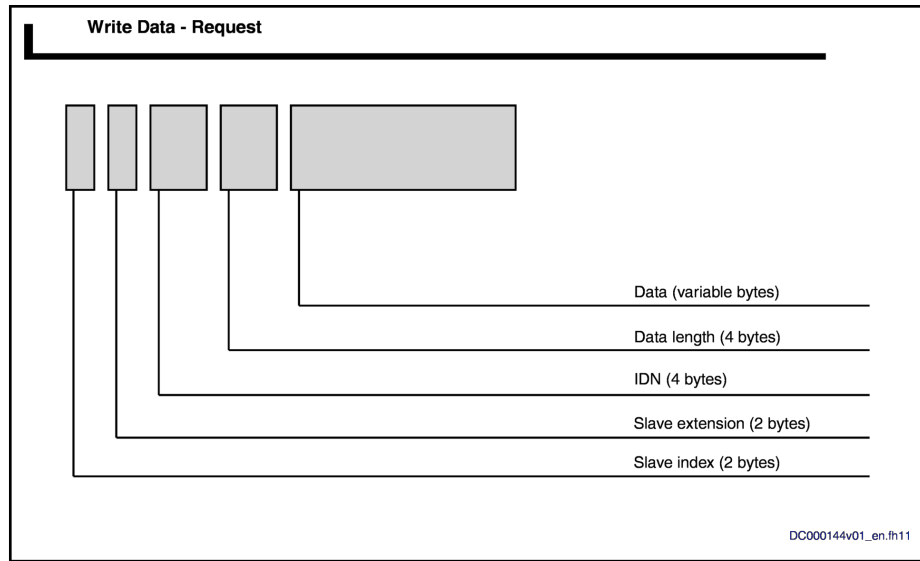 Write Data - Request
Data (variable bytes)
Data length (4 bytes)
IDN (4 bytes)
Slave extension (2 bytes)
Slave index (2 bytes)
DC000144v01_en.fh11